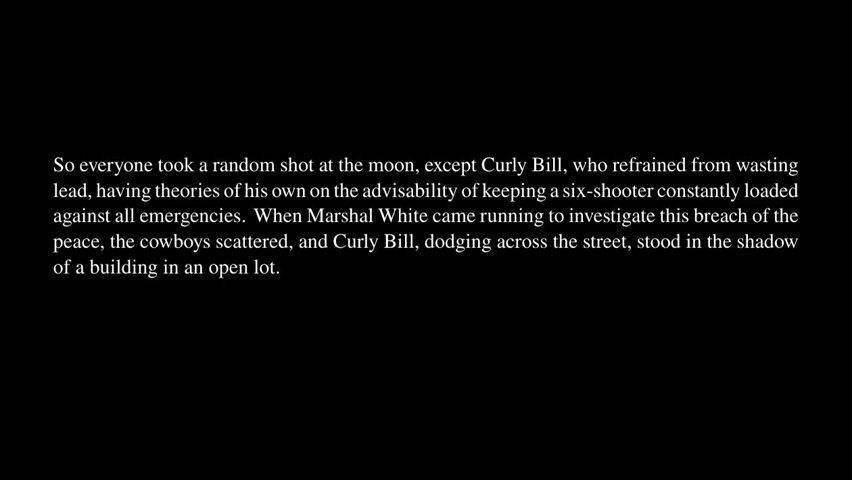 So everyone took a random shot at the moon, except Curly Bill, who refrained from wasting
lead, having theories of his own on the advisability of keeping a six-shooter constantly loaded
against all emergencies. When Marshal White came running to investigate this breach of the
peace, the cowboys scattered, and Curly Bill, dodging across the street, stood in the shadow
of a building in an open lot.